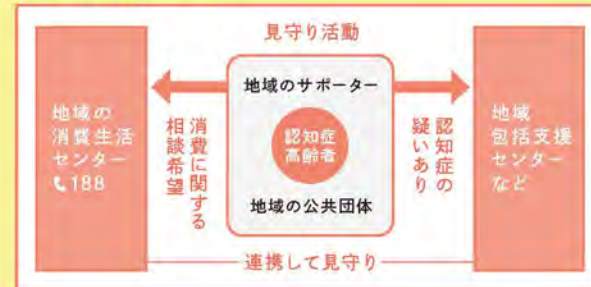 見守り活動
地域の
消費生活
センター
188
消費に関する
相談希望
地域のサポーター
認知症
高齢者
地域の公共団体
認知症の
疑いあり
地域
包括支援
センター
など
連携して見守り